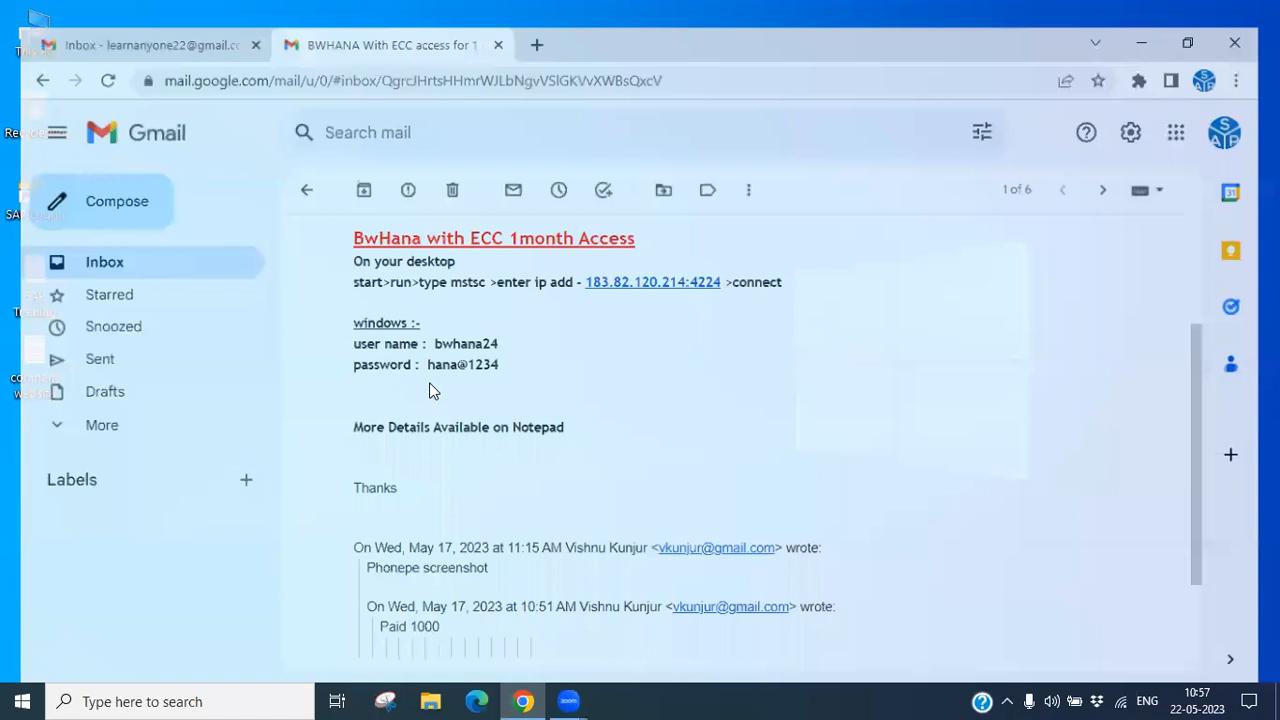 Inbox - learnanyone22@gmail.co
BWHANA With ECC access for 1
mail.google.com/mail/u/0/#inbox/QgrcJHrtsHHmrWJLbNgvVSlGKVvXWBsQxcV
Gmail
Search mail
1 of 6
Compose
Inbox
Starred
Snoozed
Sent
Drafts
More
Labels
BwHana with ECC 1month Access
On your desktop
start>run>type mstsc >enter ip add - 183.82.120.214:4224 >connect
windows :-
user name : bwhana24
password : hana@1234
More Details Available on Notepad
Thanks
On Wed, May 17, 2023 at 11:15 AM Vishnu Kunjur <vkunjur@gmail.com> wrote:
Phonepe screenshot
On Wed, May 17, 2023 at 10:51 AM Vishnu Kunjur <vkunjur@gmail.com> wrote:
Paid 1000
Type here to search
zoom
ENG
10:57
22-05-2023